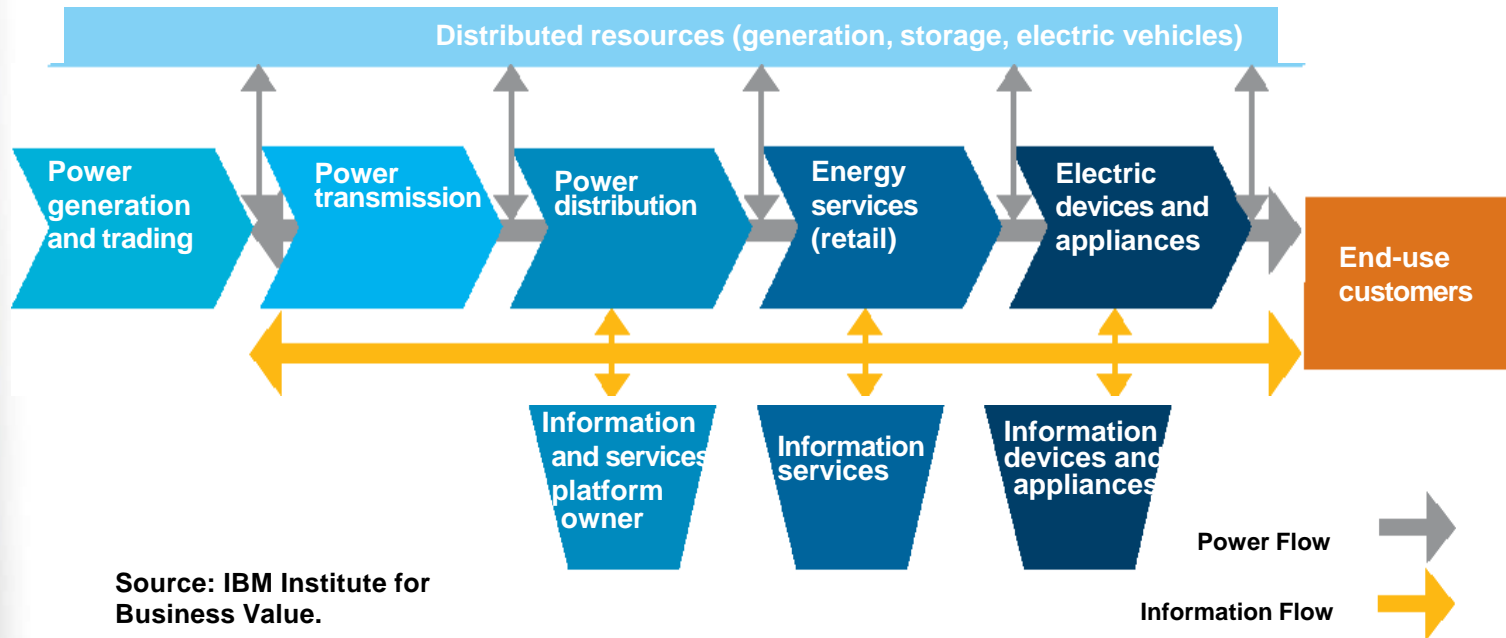 Distributed resources (generation, storage, electric vehicles)
Power
generation
and trading
Power
transmission
Power
distribution
Energy
services
(retail)
Electric
devices and
appliances
End-use
customers
Information
and services
platform
owner
Information
services
Information
devices and
appliances
Power Flow
Information Flow
Source: IBM Institute for
Business Value.